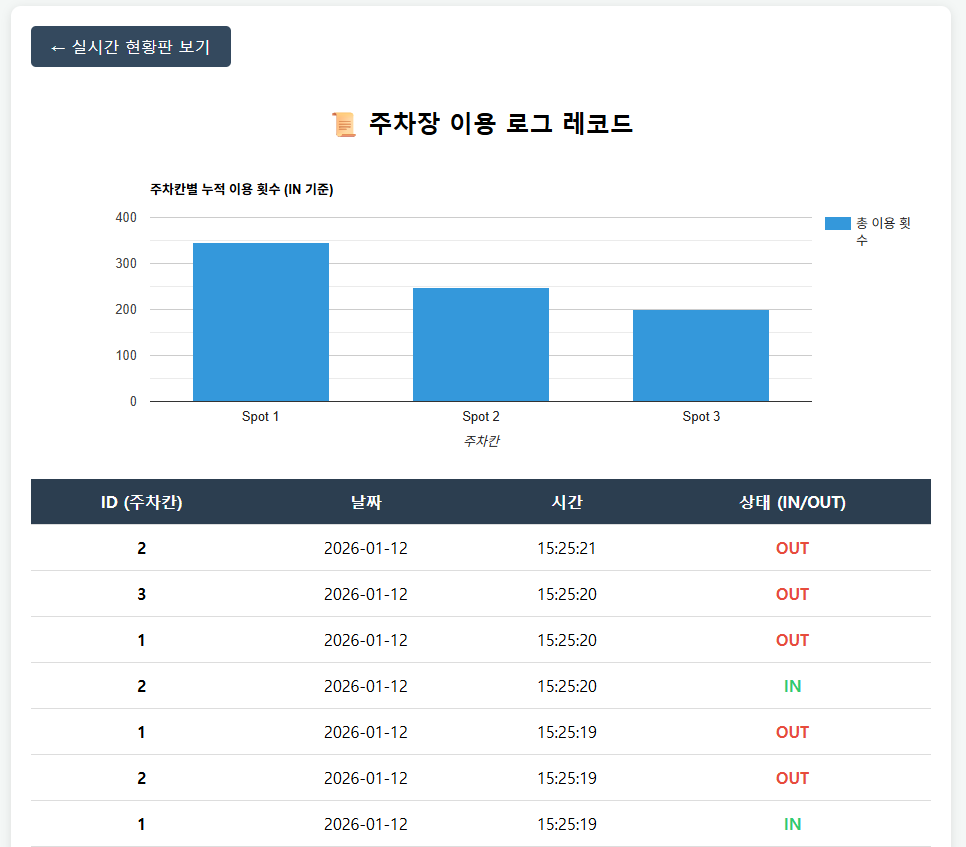 ← 실시간 현황판 보기
주차장 이용 로그 레코드
주차칸별 누적 이용 횟수 (IN 기준)
400
300
200
100
0
총 이용 횟
수
Spot 1 Spot 2 Spot 3
주차칸
ID (주차칸) 날짜 시간 상태 (IN/OUT)
2 2026-01-12 15:25:21 OUT
3 2026-01-12 15:25:20 OUT
1 2026-01-12 15:25:20 OUT
2 2026-01-12 15:25:20 IN
1 2026-01-12 15:25:19 OUT
2 2026-01-12 15:25:19 OUT
1 2026-01-12 15:25:19 IN